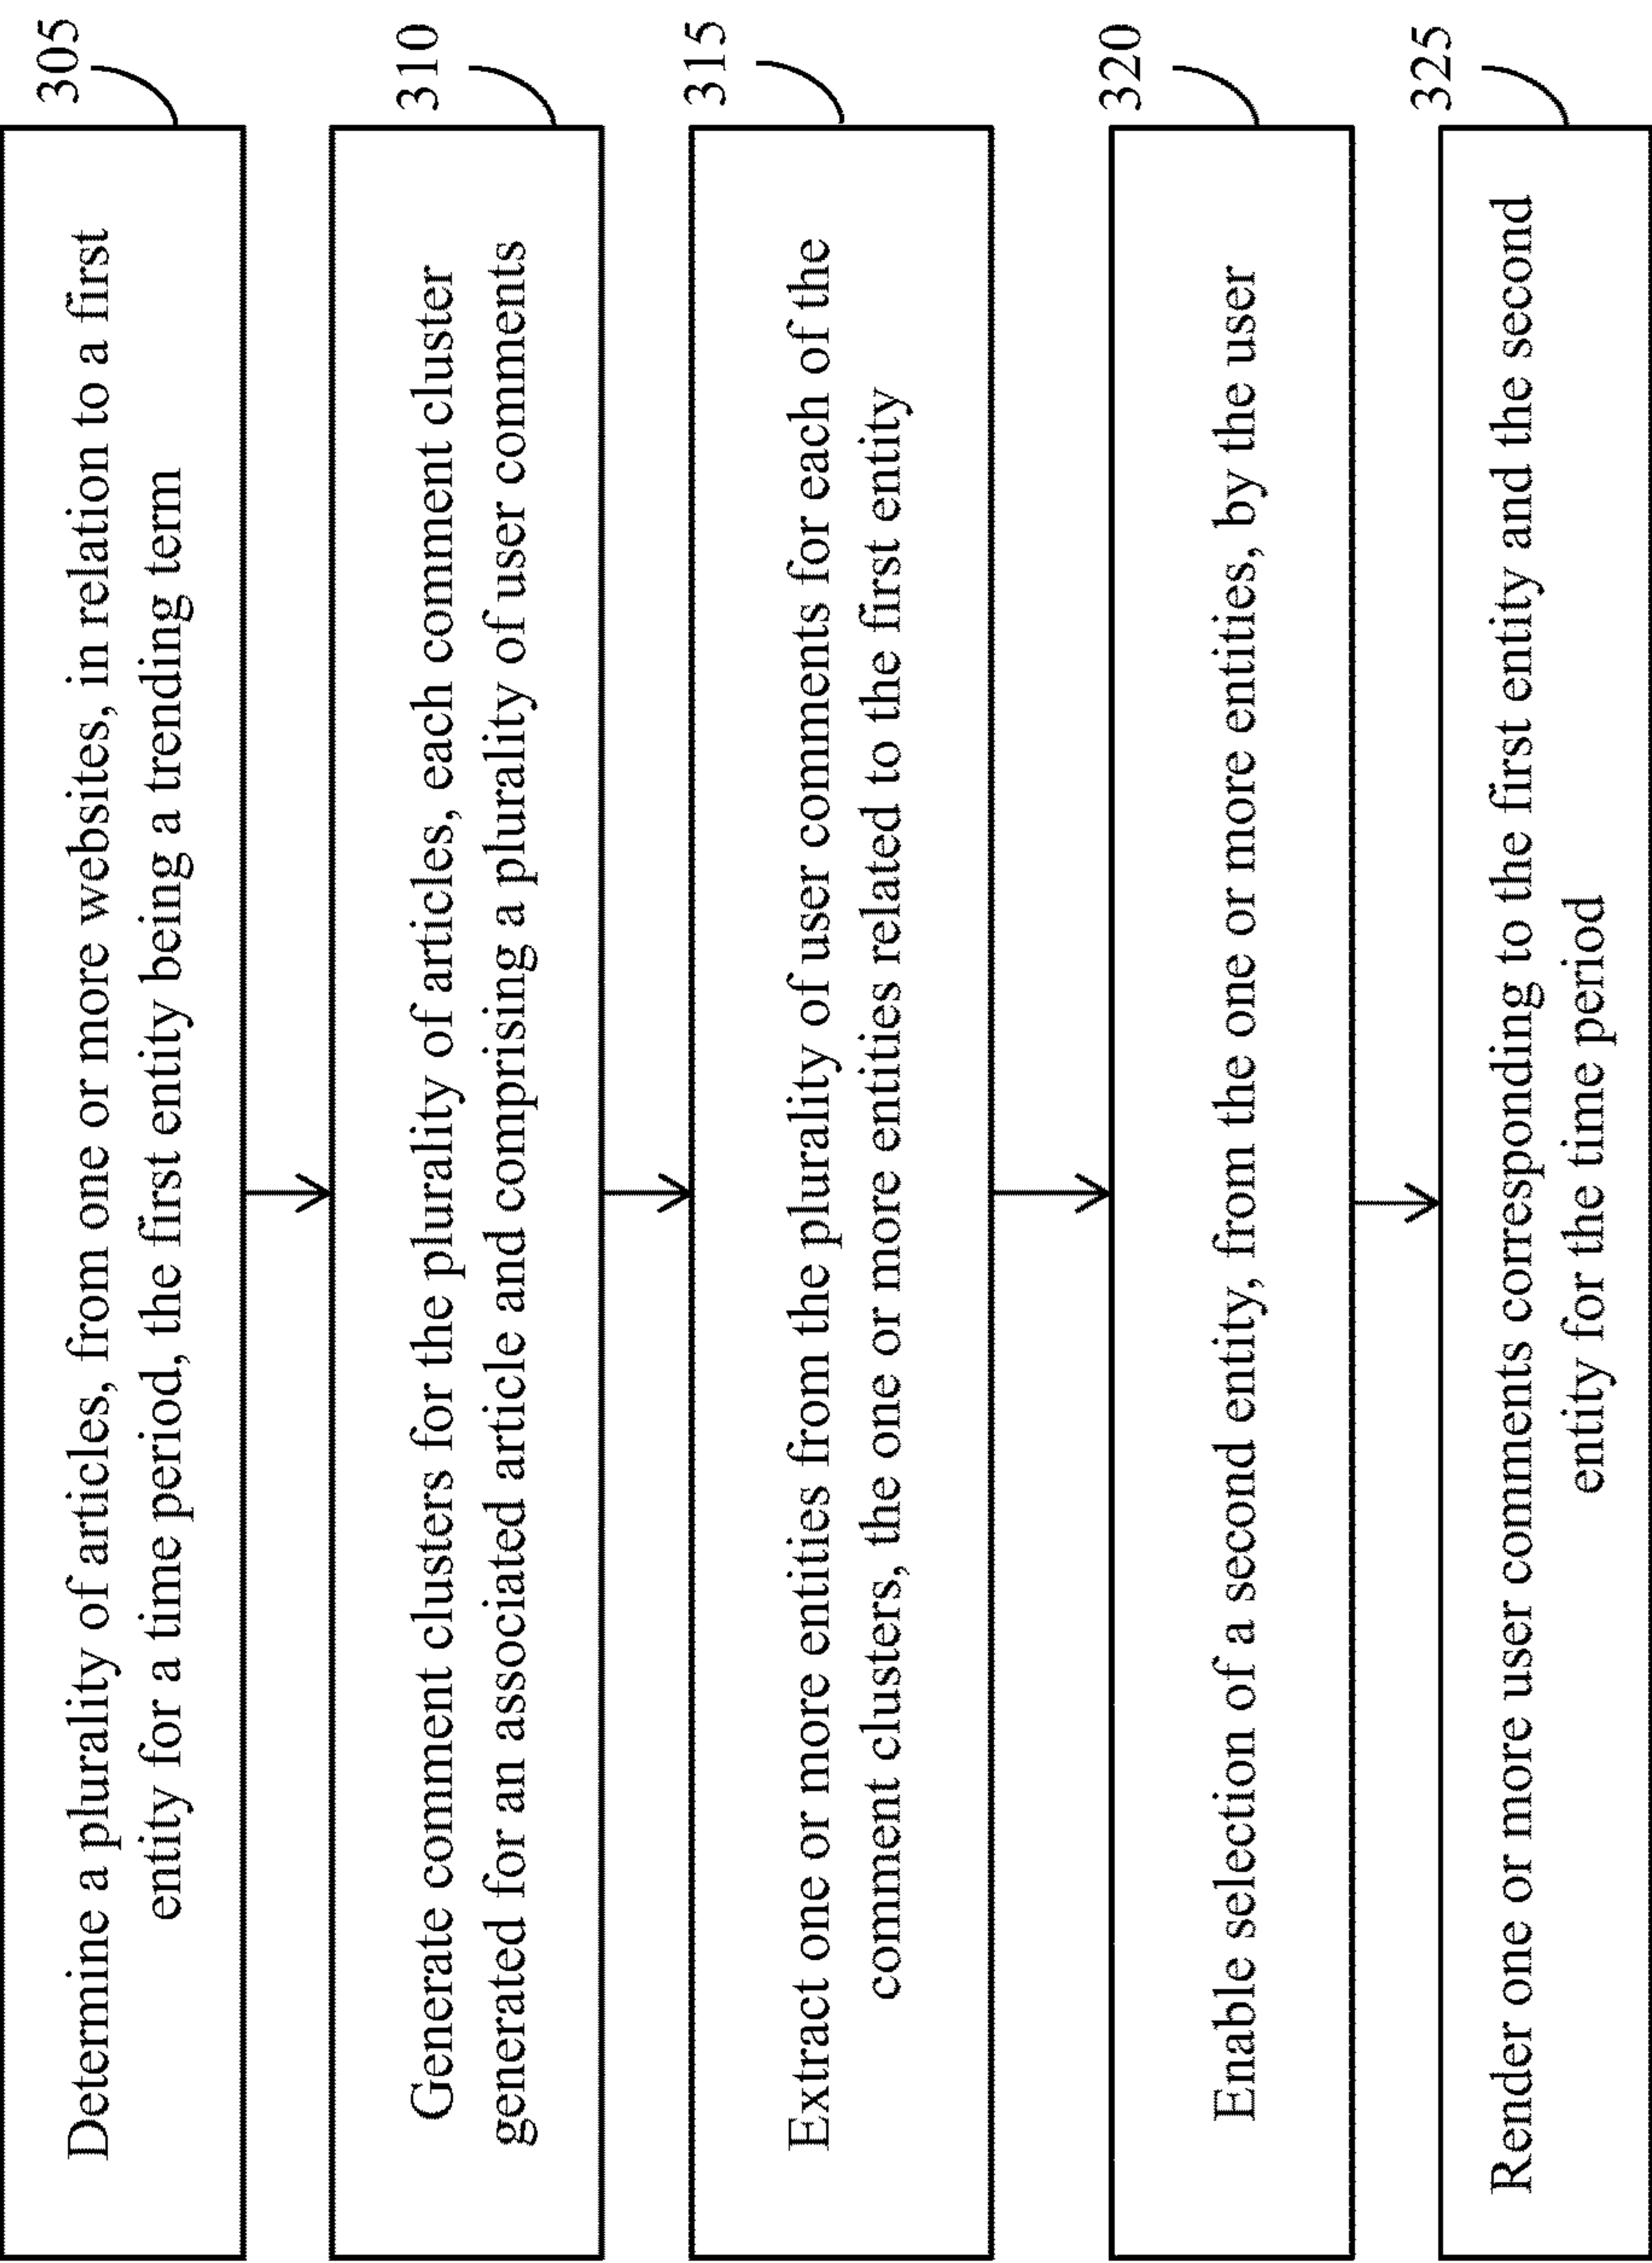 305
Determine a plurality of articles, from one or more websites, in relation to a first
entity for a time period, the first entity being a trending term
310
Generate comment clusters for the plurality of articles, each comment cluster
generated for an associated article and comprising a plurality of user comments
315
Extract one or more entities from the plurality of user comments for each of the
comment clusters, the one or more entities related to the first entity
320
Enable selection of a second entity, from the one or more entities, by the user
325
Render one or more user comments corresponding to the first entity and the second
entity for the time period